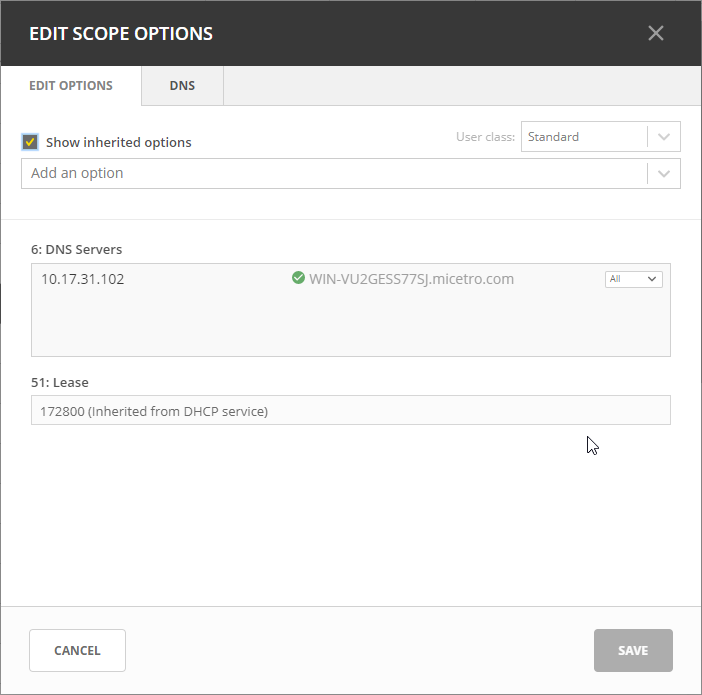 EDIT SCOPE OPTIONS
EDIT OPTIONS DNS
Show inherited options User class: Standard
Add an option
6: DNS Servers
10.17.31.102 WIN-VU2GESS77SJ.micetro.com All
51: Lease
172800 (Inherited from DHCP service)
CANCEL SAVE